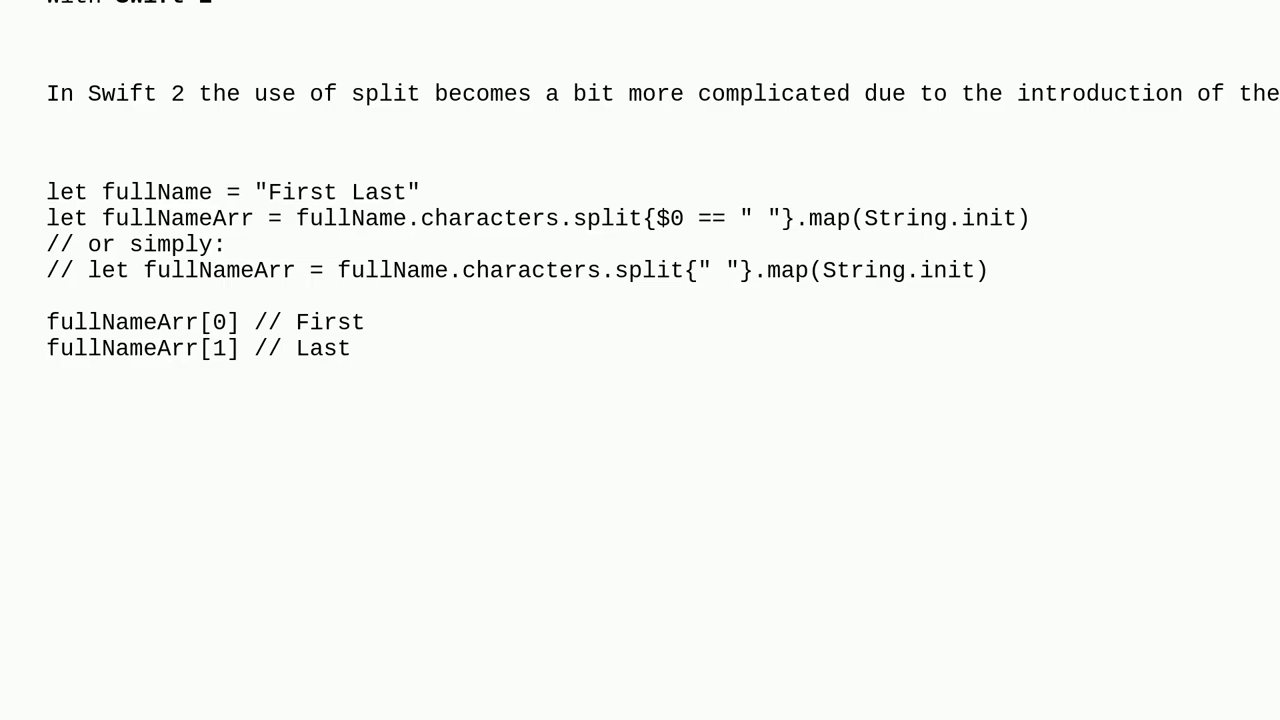 In Swift 2 the use of split becomes a bit more complicated due to the introduction of the
let fullName = "First Last"
let fullNameArr = fullName.characters.split{$0 == " "}.map(String.init)
// or simply:
// let fullNameArr = fullName.characters.split{" "}.map(String.init)
fullNameArr[0] // First
fullNameArr[1] // Last